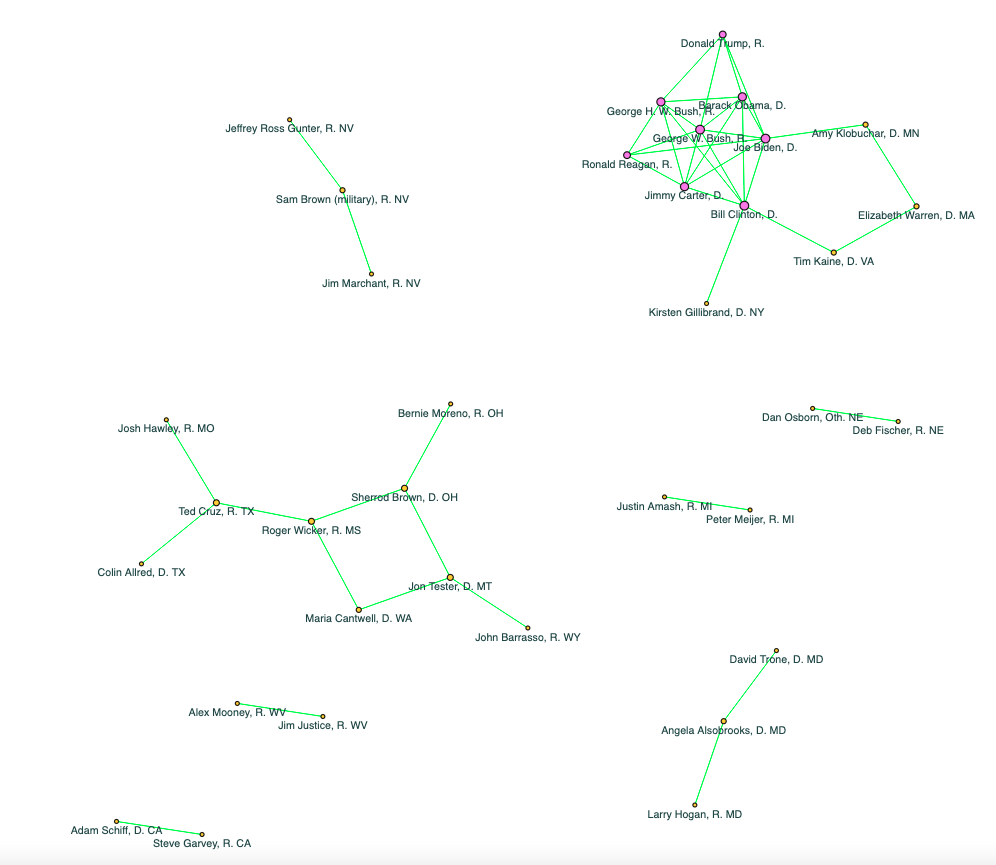 Donald Trump, R.
Barack Obama, D.
George H. W. Bush, R.
Jeffrey Ross Gunter, R. NV
Amy Klobuchar, D. MN
George W. Bush, R.
Joe Biden, D.
Ronald Reagan, R.
Jimmy Carter, D.
Sam Brown (military), R. NV
Bill Clinton, D.
Elizabeth Warren, D. MA
Tim Kaine, D. VA
Jim Marchant, R. NV
Kirsten Gillibrand, D. NY
Bernie Moreno, R. OH
Dan Osborn, Oth. NE
Josh Hawley, R. MO
Deb Fischer, R. NE
Sherrod Brown, D. OH
Justin Amash, R. MI
Ted Cruz, R. TX
Peter Meijer, R. MI
Roger Wicker, R. MS
Colin Allred, D. TX
Jon Tester, D. MT
Maria Cantwell, D. WA
John Barrasso, R. WY
David Trone, D. MD
Alex Mooney, R. WV
Jim Justice, R. WV
Angela Alsobrooks, D. MD
Larry Hogan, R. MD
Adam Schiff, D. CA
Steve Garvey, R. CA